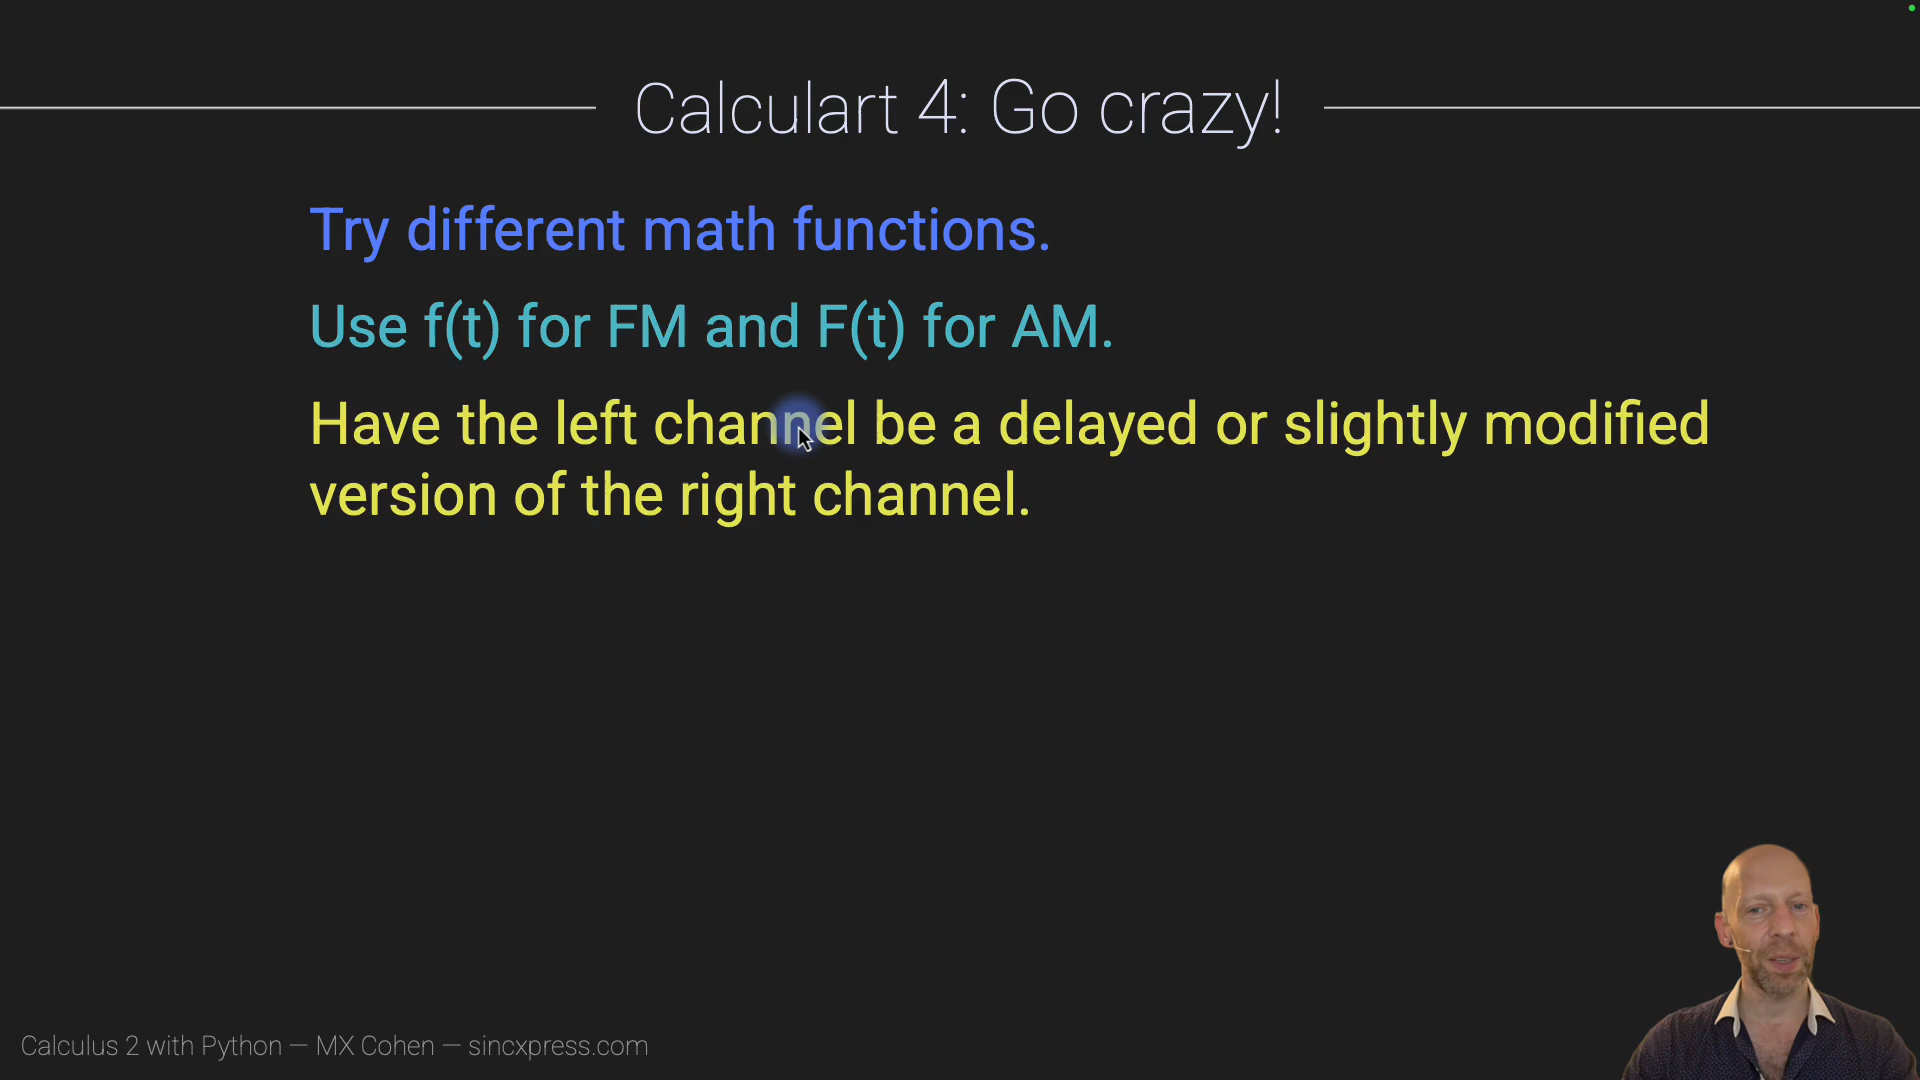 Calculart 4: Go crazy!
Try different math functions.
Use f(t) for FM and F(t) for AM.
Have the left channel be a delayed or slightly modified
version of the right channel.
Calculus 2 with Python — MX Cohen — sincxpress.com